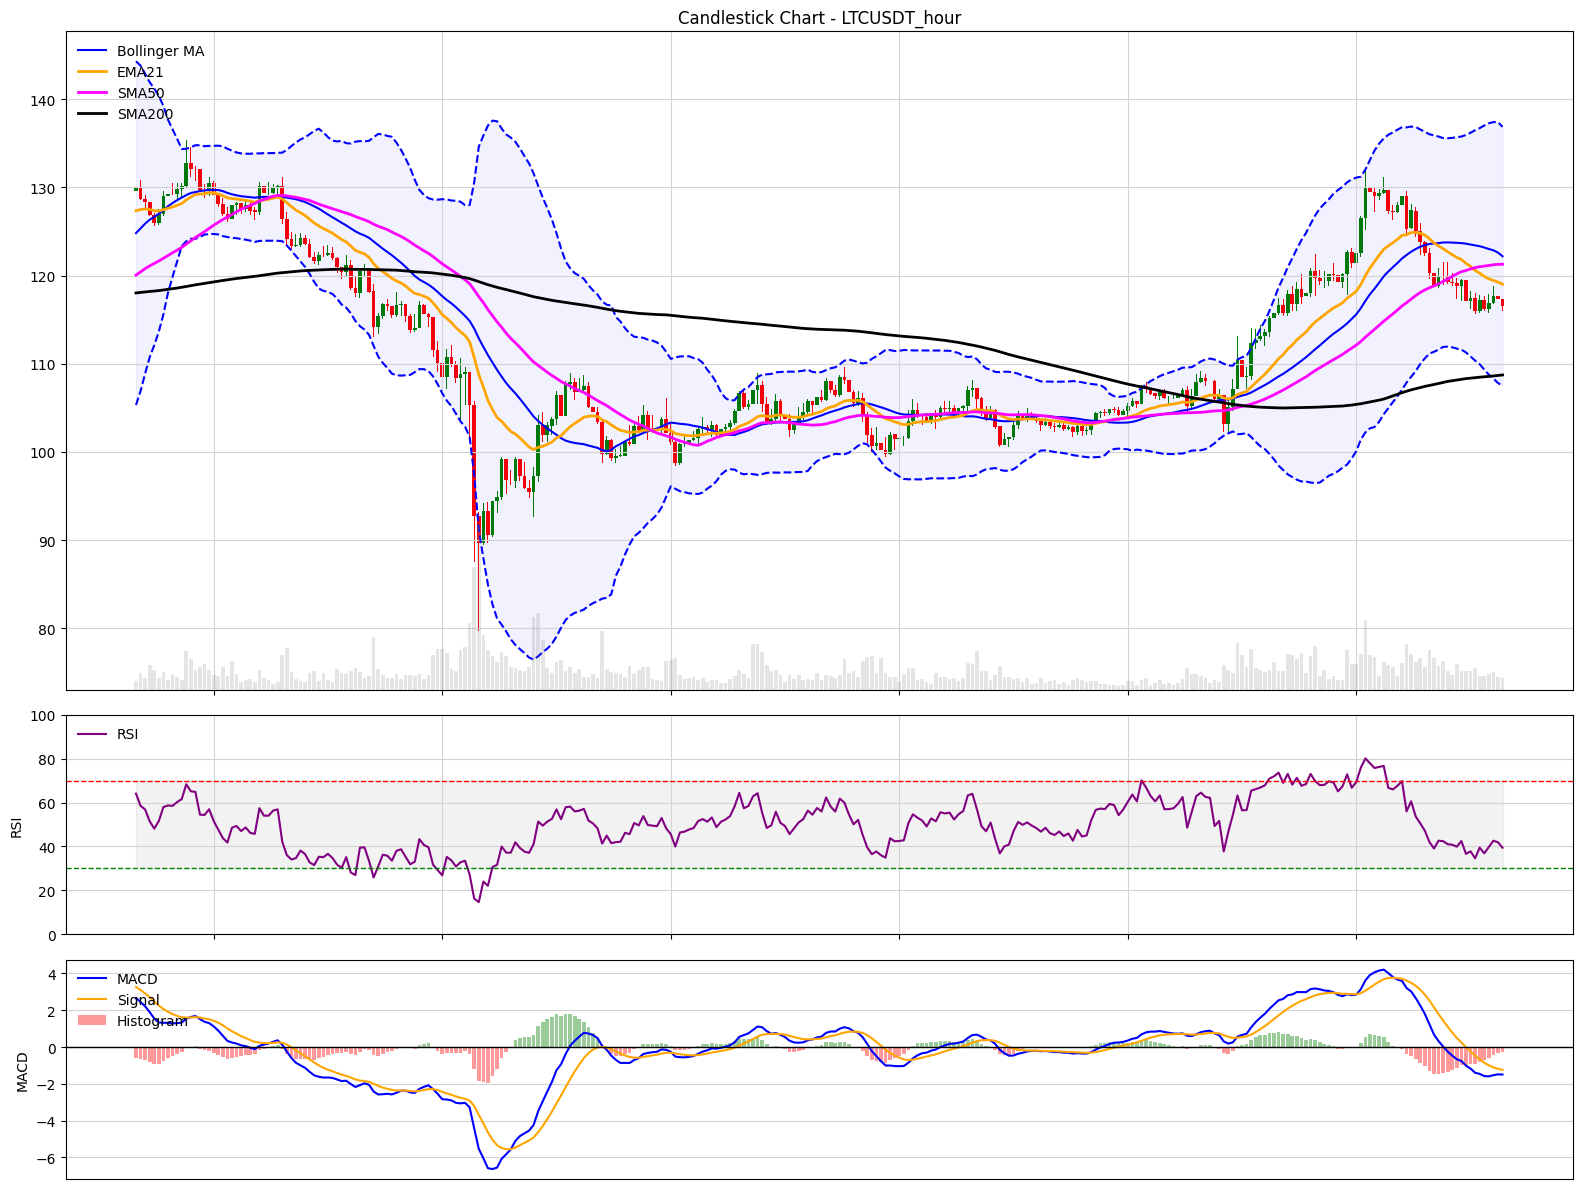 Candlestick Chart - LTCUSDT_hour
Bollinger MA
EMA21
SMA50
SMA200
140
130
120
110
100
90
80
100
80
60
40
20
0
RSI
RSI
4
2
0
−2
−4
−6
MACD
MACD
Signal
Histogram